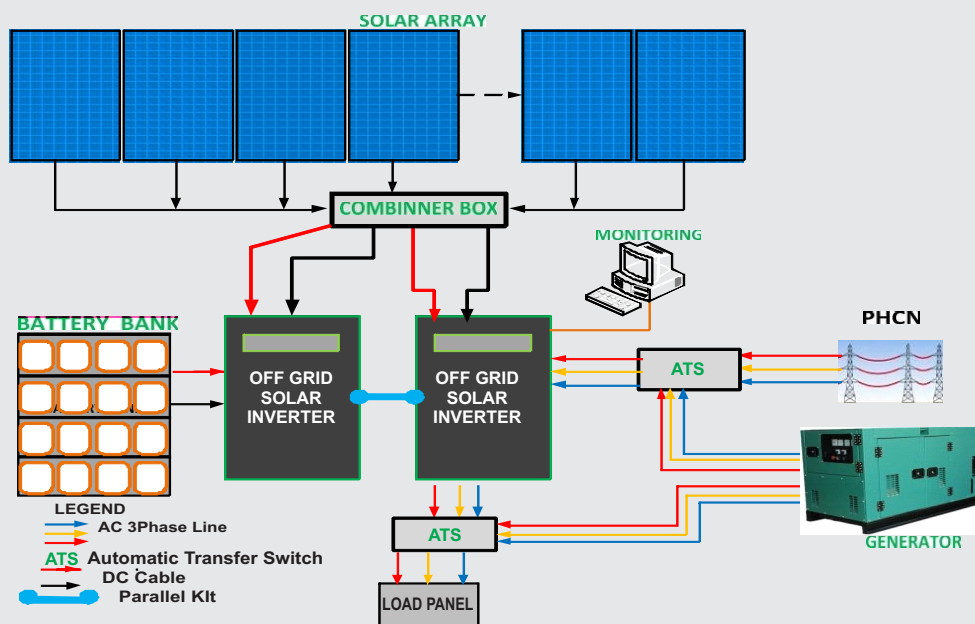 SOLAR ARRAY
COMBINNER BOX
MONITORING
BATTERY BANK
PHCN
OFF GRID
SOLAR
INVERTER
OFF GRID
SOLAR
INVERTER
ATS
LEGEND
AC 3Phase Line
ATS
GENERATOR
ATS Automatic Transfer Switch
DC Cable
Parallel KIt
LOAD PANEL